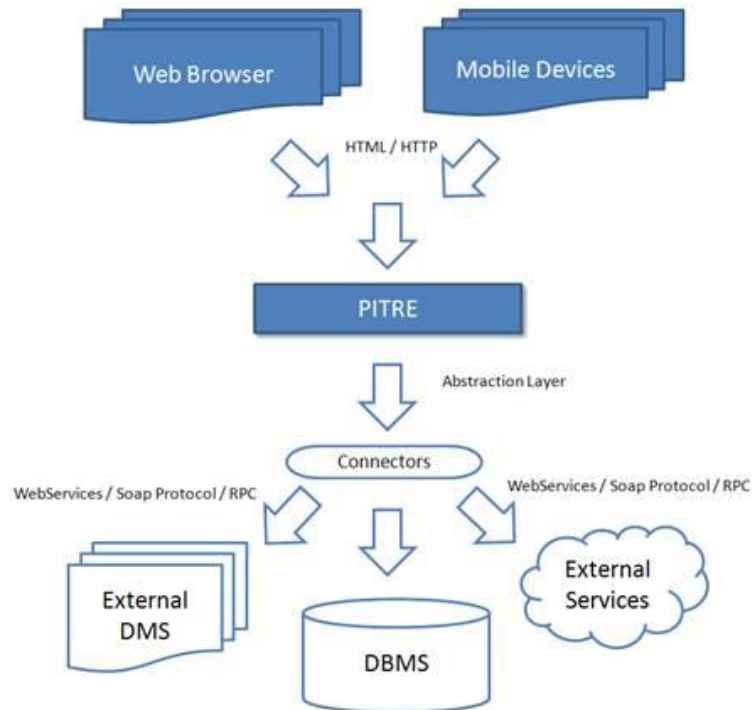 Web Browser
Mobile Devices
HTML / HTTP
PITRE
Abstraction Layer
Connectors
WebServices / Soap Protocol / RPC
WebServices / Soap Protocol / RPC
External
DMS
DBMS
External
Services